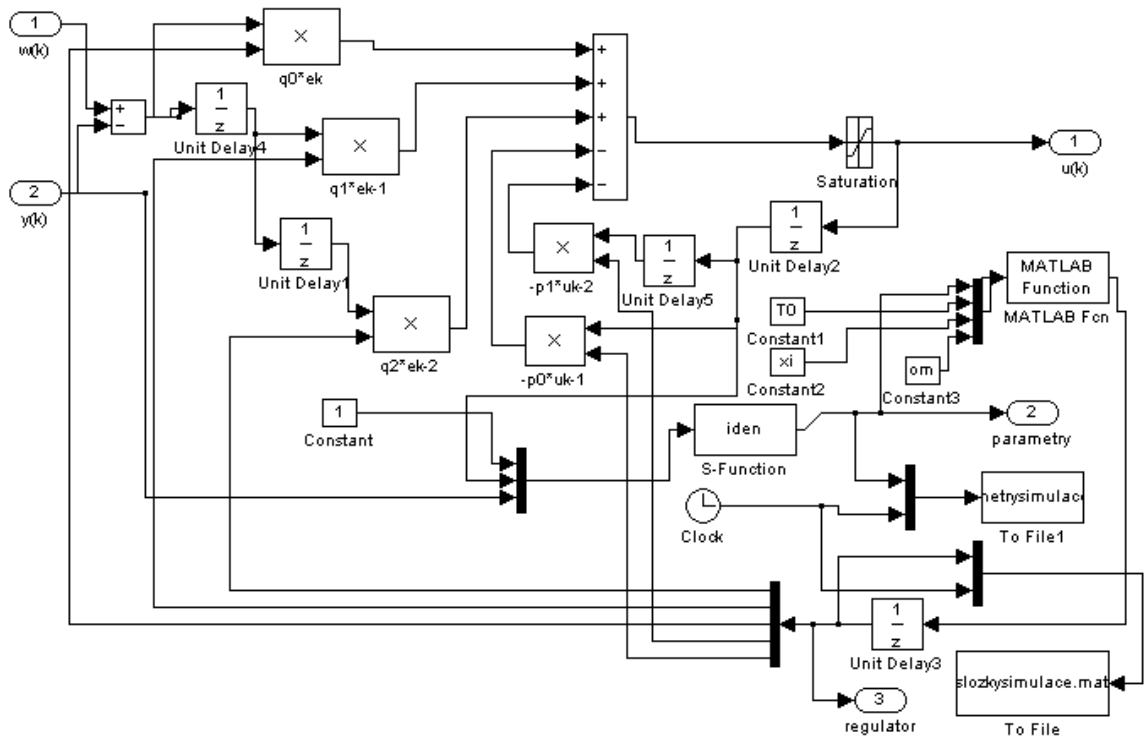 1
w(k)
×
q0*ek
+
−
1
z
Unit Delay4
×
q1*ek-1
2
y(k)
1
z
Unit Delay1
×
q2*ek-2
+
+
+
−
−
Saturation
1
u(k)
1
z
Unit Delay2
×
-p1*uk-2
1
z
Unit Delay5
×
-p0*uk-1
T0
Constant1
xi
Constant2
om
Constant3
MATLAB
Function
MATLAB Fcn
1
Constant
iden
S-Function
2
parametry
Clock
netrysimulace
To File1
1
z
Unit Delay3
slozkysimulace.mat
To File
3
regulator